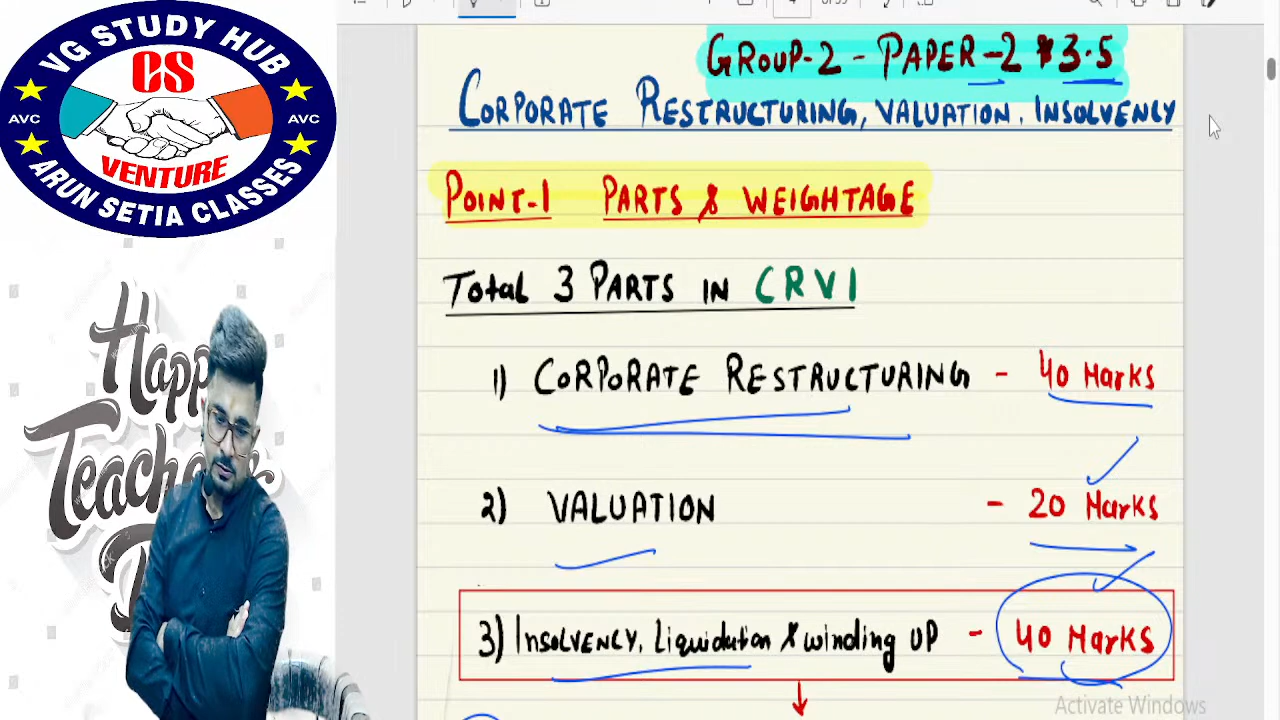 VG STUDY HUB
CS
AVC
AVC
VENTURE
ARUN SETIA CLASSES
Happy
Teacher's
GROUP-2 - PAPER-2 & 3.5
CORPORATE RESTRUCTURING, VALUATION, INSOLVENCY
POINT-1 PARTS & WEIGHTAGE
Total 3 PARTS IN CRVI
1) CORPORATE RESTRUCTURING - 40 Marks
2) VALUATION - 20 Marks
3) INSOLVENCY, Liquidation & winding UP - 40 Marks
Activate Windows